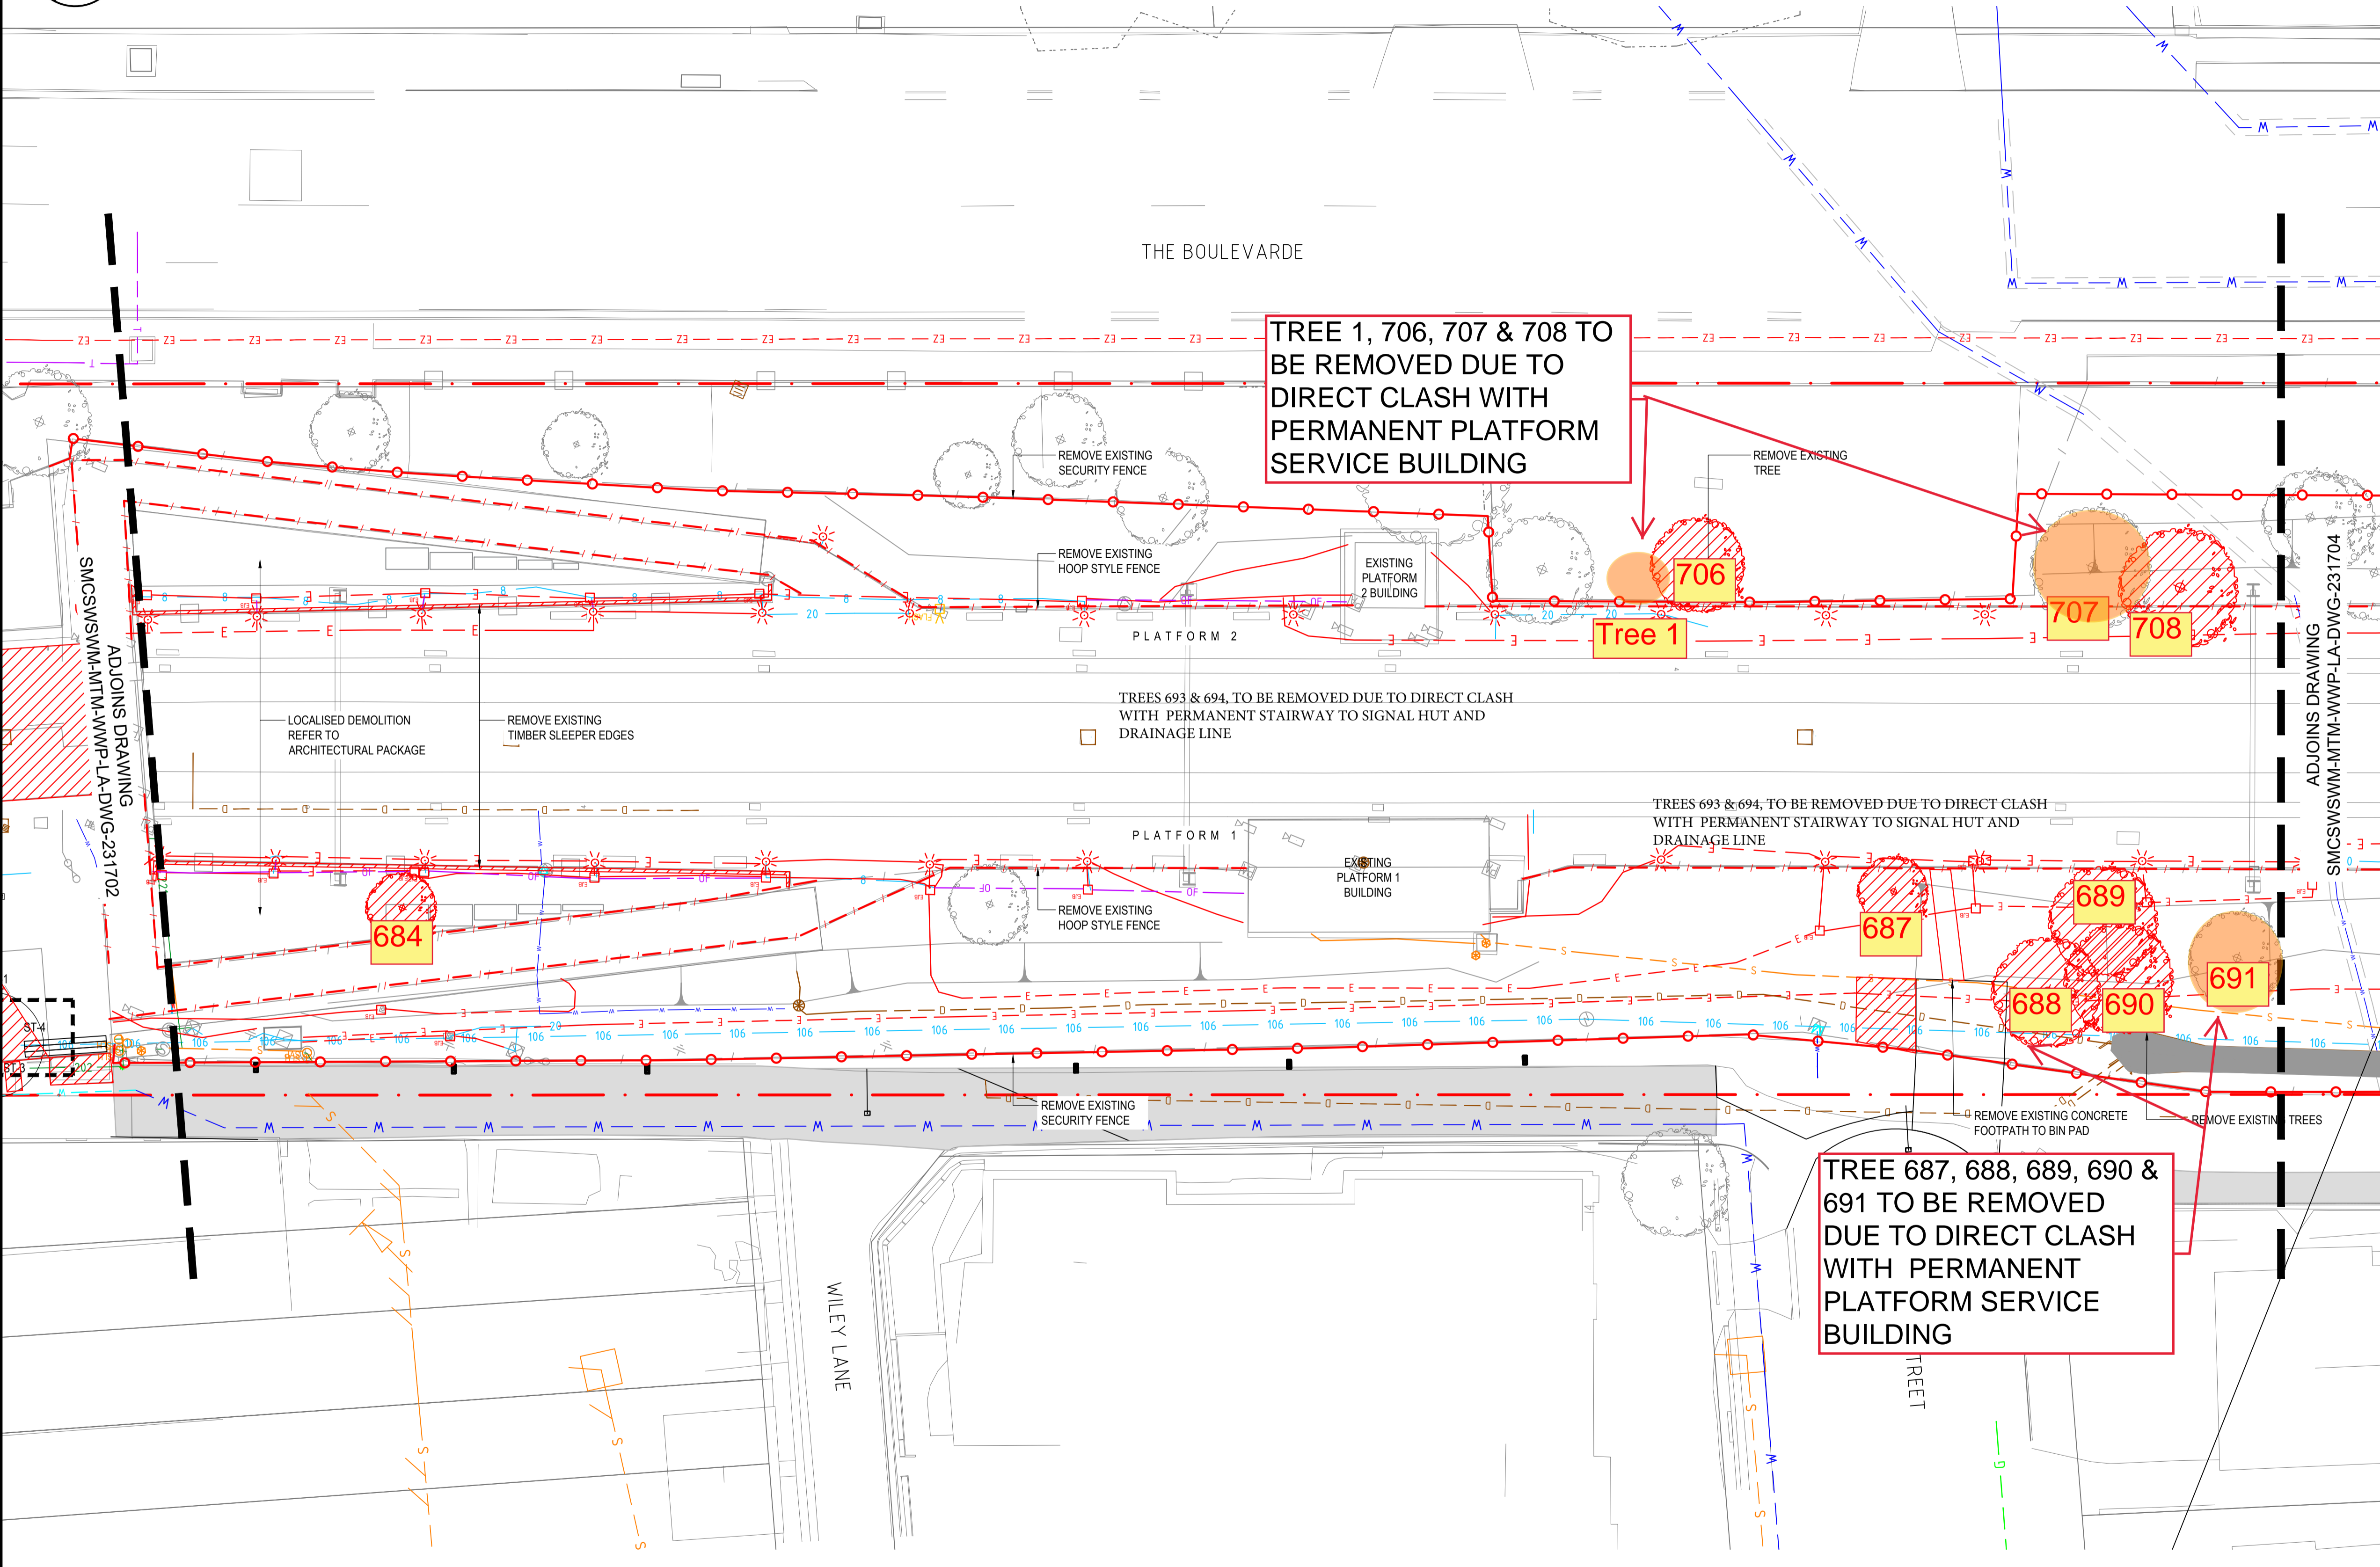 THE BOULEVARDE
TREE 1, 706, 707 & 708 TO
BE REMOVED DUE TO
DIRECT CLASH WITH
PERMANENT PLATFORM
SERVICE BUILDING
REMOVE EXISTING
SECURITY FENCE
REMOVE EXISTING
TREE
REMOVE EXISTING
HOOP STYLE FENCE
EXISTING
PLATFORM
2 BUILDING
706
Tree 1
707
708
PLATFORM 2
ADJOINS DRAWING
SMCSWSWM-MTM-WWP-LA-DWG-231702
ADJOINS DRAWING
SMCSWSWM-MTM-WWP-LA-DWG-231704
TREES 693 & 694, TO BE REMOVED DUE TO DIRECT CLASH
WITH PERMANENT STAIRWAY TO SIGNAL HUT AND
DRAINAGE LINE
LOCALISED DEMOLITION
REFER TO
ARCHITECTURAL PACKAGE
REMOVE EXISTING
TIMBER SLEEPER EDGES
TREES 693 & 694, TO BE REMOVED DUE TO DIRECT CLASH
WITH PERMANENT STAIRWAY TO SIGNAL HUT AND
DRAINAGE LINE
PLATFORM 1
EXISTING
PLATFORM 1
BUILDING
REMOVE EXISTING
HOOP STYLE FENCE
684
687
689
688
690
691
ST-4
ST-3
202
REMOVE EXISTING
SECURITY FENCE
REMOVE EXISTING CONCRETE
FOOTPATH TO BIN PAD
REMOVE EXISTING TREES
TREE 687, 688, 689, 690 &
691 TO BE REMOVED
DUE TO DIRECT CLASH
WITH PERMANENT
PLATFORM SERVICE
BUILDING
WILEY LANE
TREET